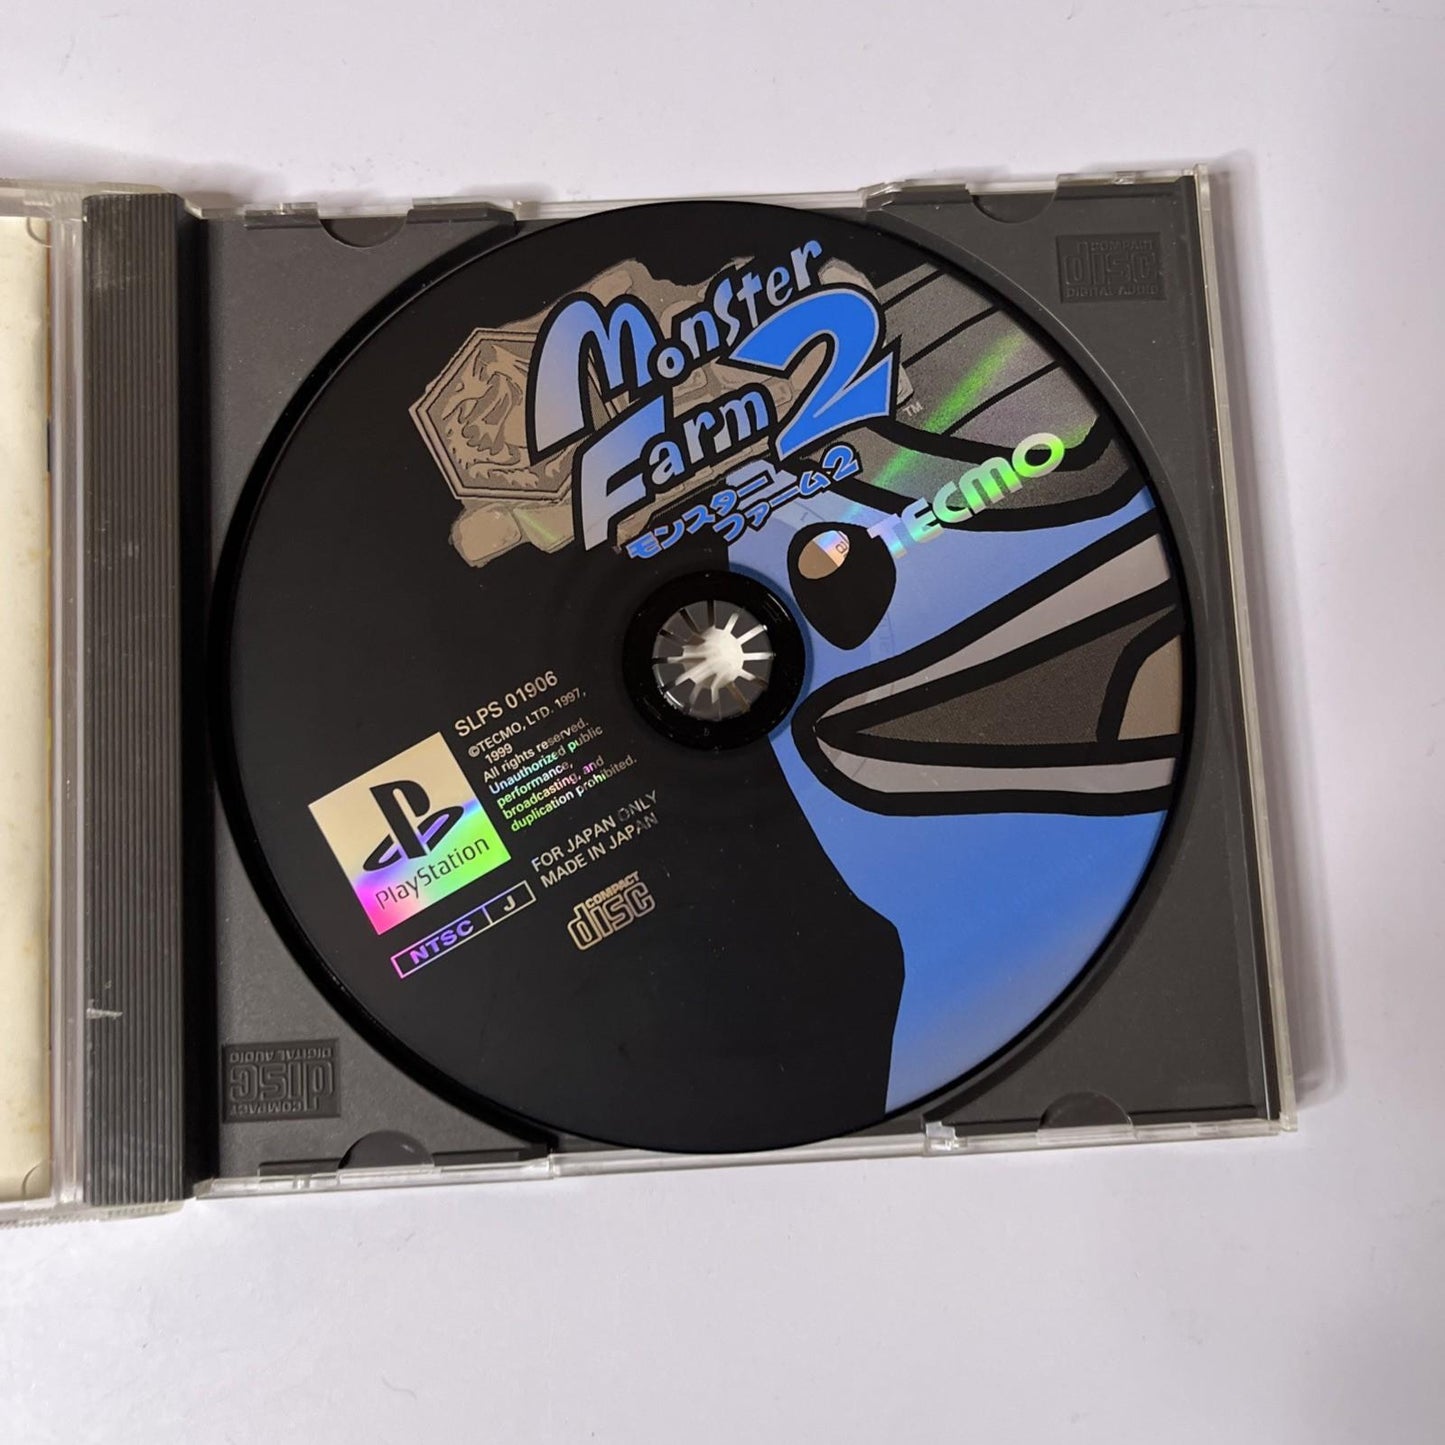 COMPACT
disc
DIGITAL AUDIO
Monster
Farm 2
TM
モンスター
ファーム2
TECMO
SLPS 01906
©TECMO, LTD. 1997,
1999
All rights reserved.
Unauthorized public
performance,
broadcasting, and
duplication prohibited.
PlayStation
FOR JAPAN ONLY
MADE IN JAPAN
NTSC J
COMPACT
disc
COMPACT
disc
DIGITAL AUDIO